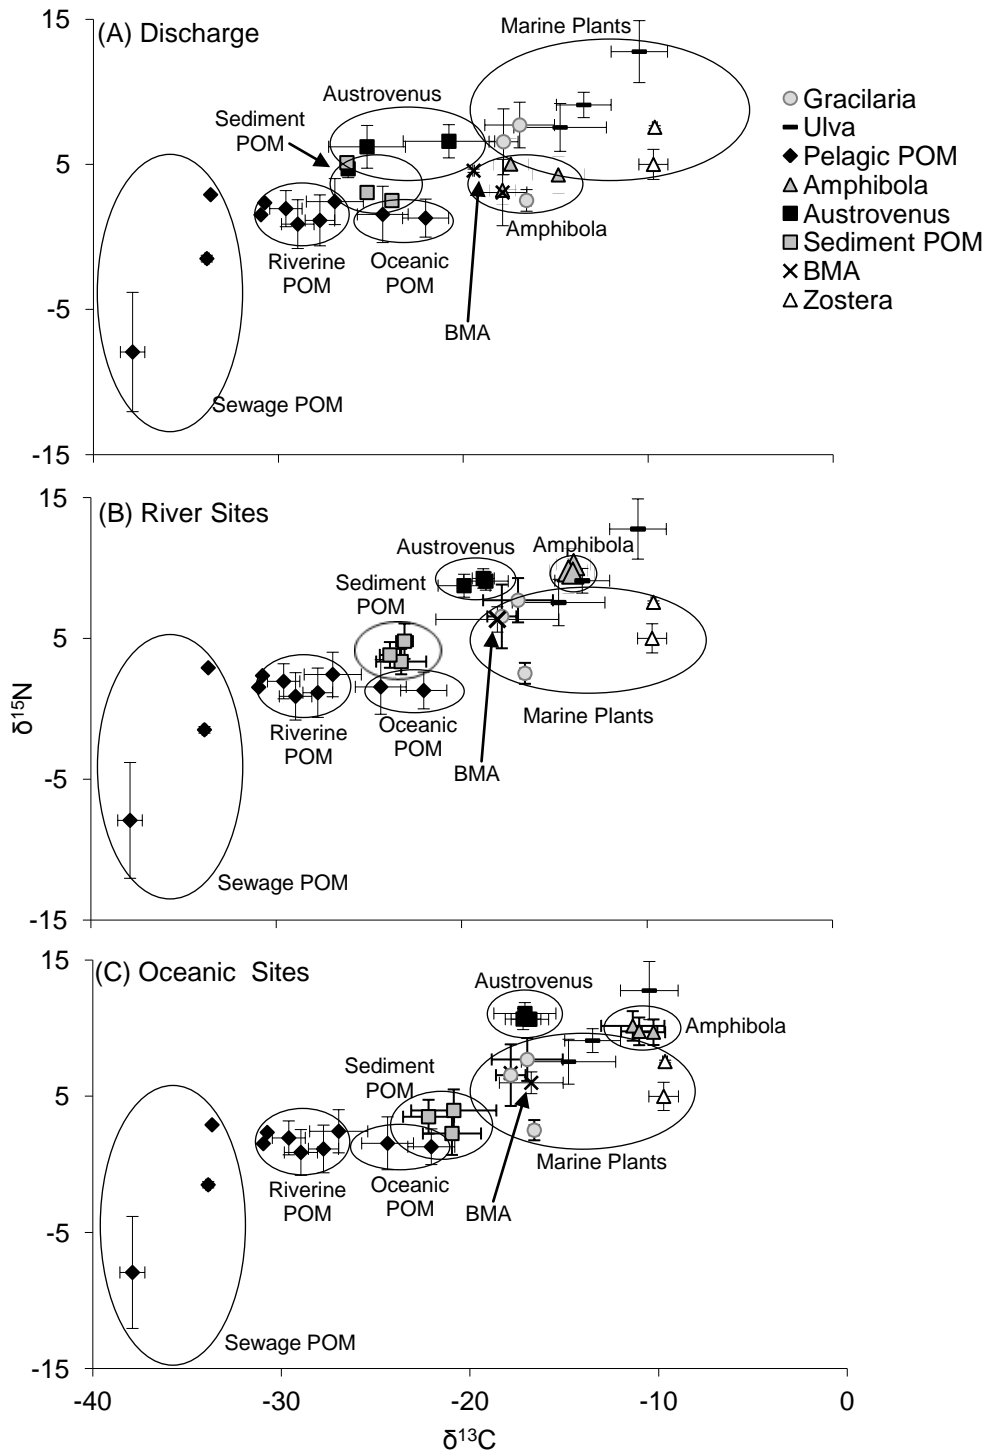 15
(A) Discharge
Marine Plants
Austrovenus
Sediment
POM
5
Amphibola
Riverine
POM
Oceanic
POM
-5
BMA
Sewage POM
-15
Gracilaria
Ulva
Pelagic POM
Amphibola
Austrovenus
Sediment POM
BMA
Zostera
15
(B) River Sites
Austrovenus
Amphibola
Sediment
POM
5
δ15N
Riverine
POM
Oceanic
POM
Marine Plants
BMA
-5
Sewage POM
-15
15
(C) Oceanic Sites
Austrovenus
Amphibola
Sediment
POM
5
Marine Plants
Riverine
POM
Oceanic
POM
BMA
-5
Sewage POM
-15
-40
-30
-20
-10
0
δ13C